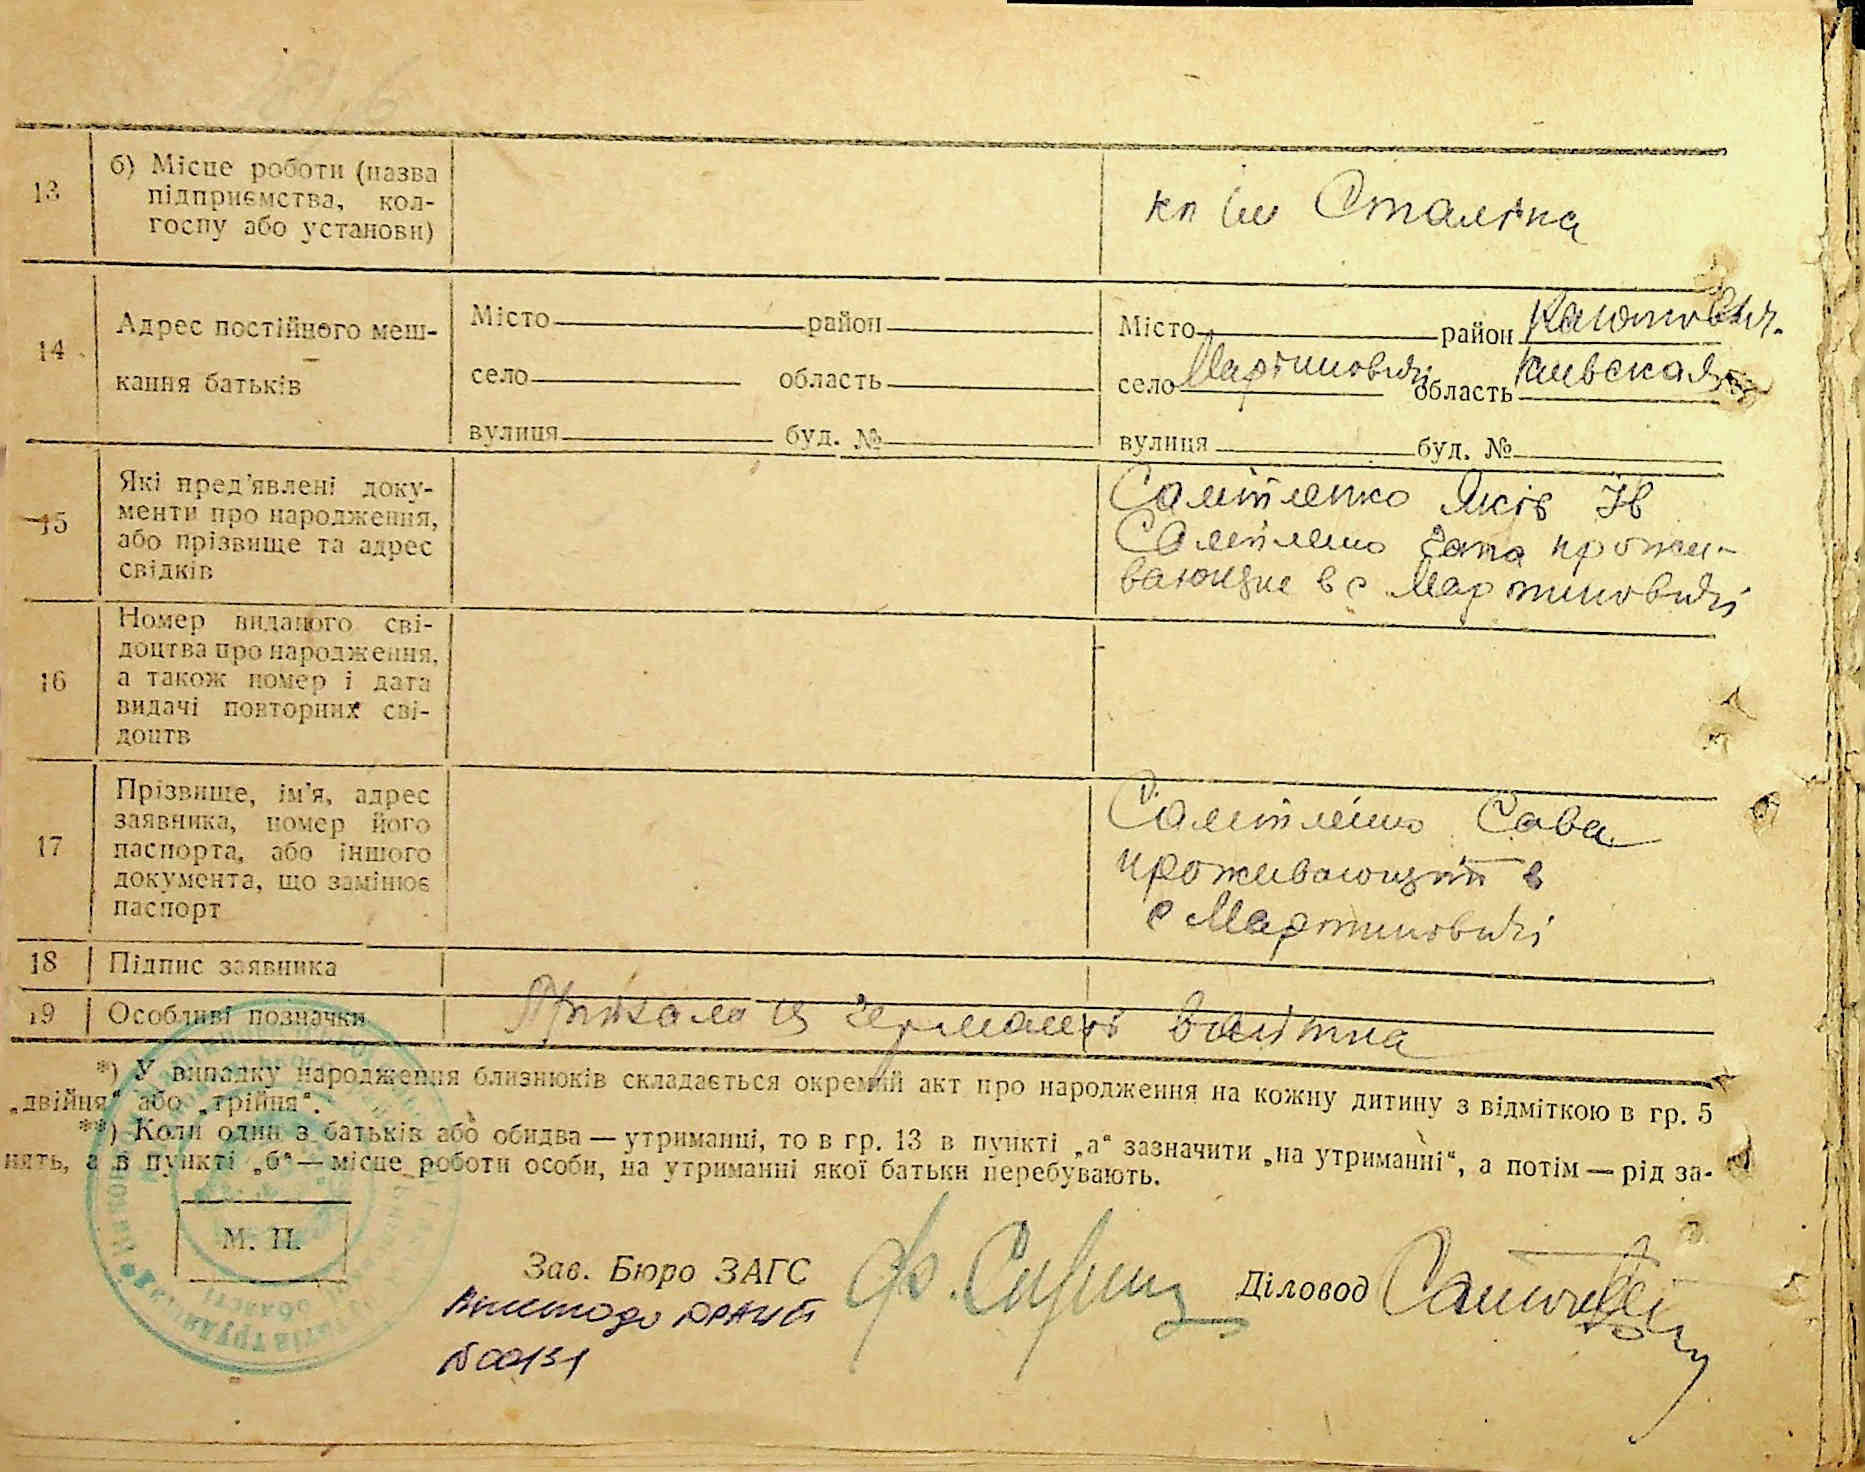 13
б) Місце роботи (назва
підприємства, кол-
госпу або установи)
кп им Сталіна
14
Адрес постійного меш-
кання батьків
Місто район
село область
вулиця буд. №
Місто район
село Мартиновичі область Киевская
вулиця буд. №
15
Які пред'явлені доку-
менти про народження,
або прізвище та адрес
свідків
Яків Ив
прожи-
вающие в с Мартиновичі
16
Номер виданого сві-
доцтва про народження,
а також номер і дата
видачі повторних сві-
доцтв
17
Прізвище, ім'я, адрес
заявника, номер його
паспорта, або іншого
документа, що замінює
паспорт
Сава
проживающий в
с Мартиновичі
18 Підпис заявника
19 Особливі позначки
*) У випадку народження близнюків складається окремий акт про народження на кожну дитину з відміткою в гр. 5
„двійня“ або „трійня“.
**) Коли один з батьків або обидва — утриманці, то в гр. 13 в пункті „а“ зазначити „на утриманні“, а потім — рід за-
нять, а в пункті „б“ — місце роботи особи, на утриманні якої батьки перебувають.
М. П.
Зав. Бюро ЗАГС
Діловод